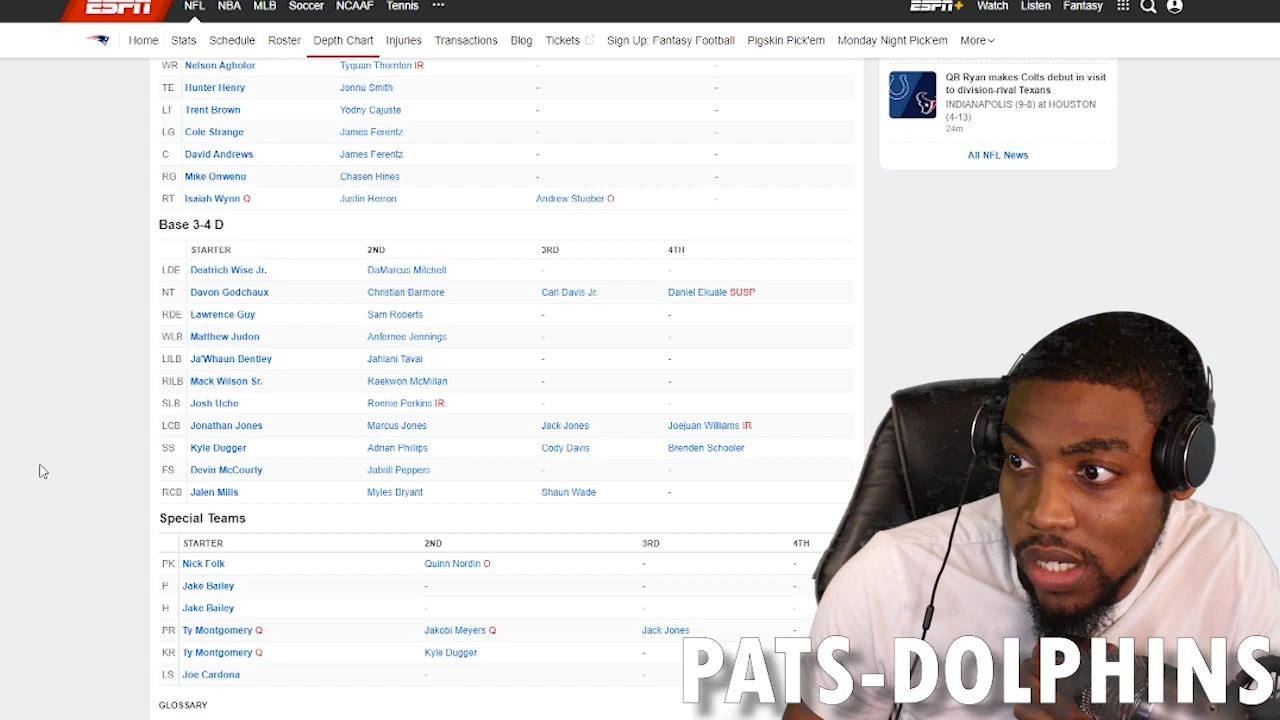 ESPN NFL NBA MLB Soccer NCAAF Tennis ESPN+ Watch Listen Fantasy
Home Stats Schedule Roster Depth Chart Injuries Transactions Blog Tickets Sign Up: Fantasy Football Pigskin Pick'em Monday Night Pick'em More
WR Nelson Agholor Tyquan Thornton IR - -
TE Hunter Henry Jonnu Smith - -
LT Trent Brown Yodny Cajuste - -
LG Cole Strange James Ferentz - -
C David Andrews James Ferentz - -
RG Mike Onwenu Chasen Hines - -
RT Isaiah Wynn Q Justin Herron Andrew Stueber O -
Base 3-4 D
STARTER 2ND 3RD 4TH
LDE Deatrich Wise Jr. DaMarcus Mitchell - -
NT Davon Godchaux Christian Barmore Carl Davis Jr. Daniel Ekuale SUSP
RDE Lawrence Guy Sam Roberts - -
WLB Matthew Judon Anfernee Jennings - -
LILB Ja'Whaun Bentley Jahlani Tavai - -
RILB Mack Wilson Sr. Raekwon McMillan - -
SLB Josh Uche Ronnie Perkins IR - -
LCB Jonathan Jones Marcus Jones Jack Jones Joejuan Williams IR
SS Kyle Dugger Adrian Phillips Cody Davis Brenden Schooler
FS Devin McCourty Jabrill Peppers - -
RCB Jalen Mills Myles Bryant Shaun Wade -
Special Teams
STARTER 2ND 3RD 4TH
PK Nick Folk Quinn Nordin O - -
P Jake Bailey - - -
H Jake Bailey - - -
PR Ty Montgomery Q Jakobi Meyers Q Jack Jones -
KR Ty Montgomery Q Kyle Dugger - -
LS Joe Cardona - -
GLOSSARY
QB Ryan makes Colts debut in visit
to division-rival Texans
INDIANAPOLIS (9-8) at HOUSTON
(4-13)
24m
All NFL News
PATS-DOLPHINS